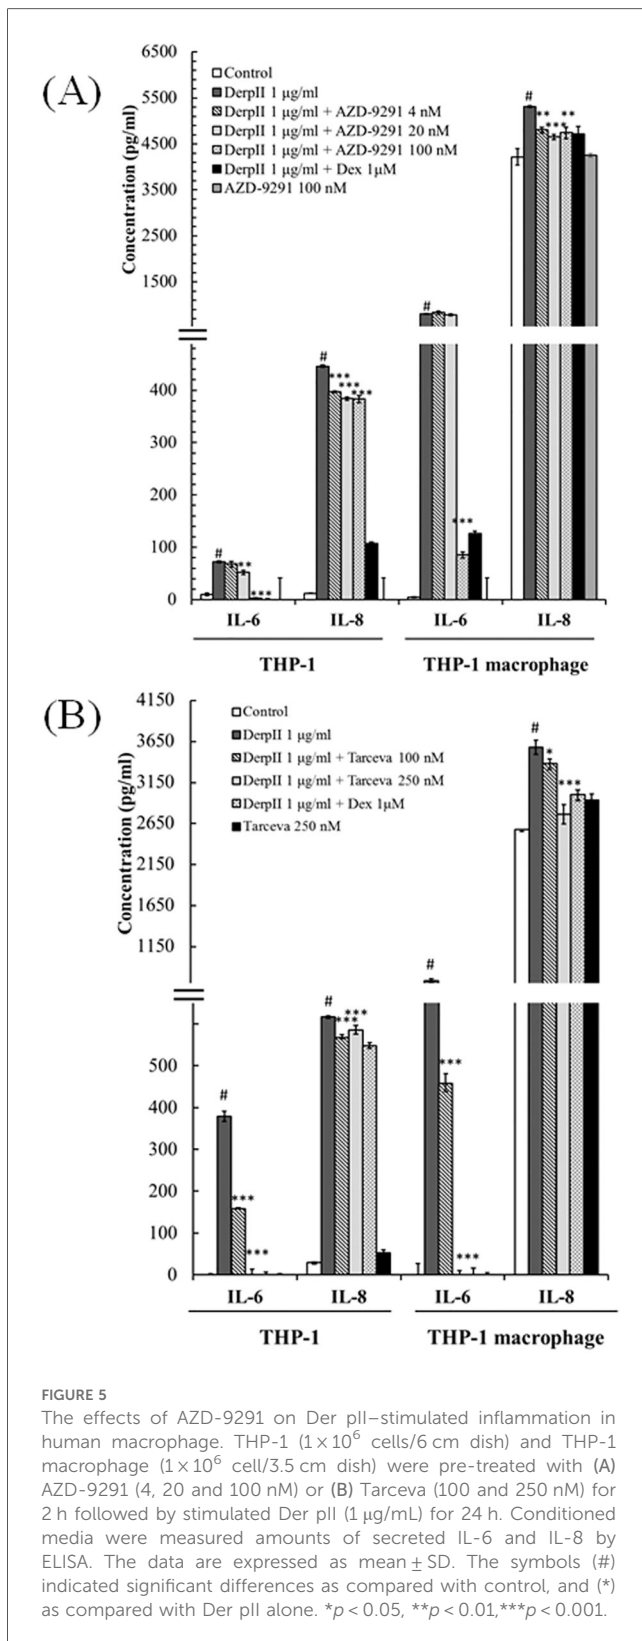 (A)
Concentration (pg/ml)
6500
5500
4500
3500
2500
1500
400
300
200
100
0
Control
DerpII 1 μg/ml
DerpII 1 μg/ml + AZD-9291 4 nM
DerpII 1 μg/ml + AZD-9291 20 nM
DerpII 1 μg/ml + AZD-9291 100 nM
DerpII 1 μg/ml + Dex 1μM
AZD-9291 100 nM
# ** ***
# *** *** ***
# ***
# ** *** **
IL-6 IL-8 IL-6 IL-8
THP-1 THP-1 macrophage
(B)
Concentration (pg/ml)
4150
3650
3150
2650
2150
1650
1150
500
400
300
200
100
0
Control
DerpII 1 μg/ml
DerpII 1 μg/ml + Tarceva 100 nM
DerpII 1 μg/ml + Tarceva 250 nM
DerpII 1 μg/ml + Dex 1μM
Tarceva 250 nM
# *** ***
# *** ***
# *** ***
# * ***
IL-6 IL-8 IL-6 IL-8
THP-1 THP-1 macrophage
FIGURE 5
The effects of AZD-9291 on Der pII–stimulated inflammation in
human macrophage. THP-1 (1 × 10⁶ cells/6 cm dish) and THP-1
macrophage (1 × 10⁶ cell/3.5 cm dish) were pre-treated with (A)
AZD-9291 (4, 20 and 100 nM) or (B) Tarceva (100 and 250 nM) for
2 h followed by stimulated Der pII (1 μg/mL) for 24 h. Conditioned
media were measured amounts of secreted IL-6 and IL-8 by
ELISA. The data are expressed as mean ± SD. The symbols (#)
indicated significant differences as compared with control, and (*)
as compared with Der pII alone. *p < 0.05, **p < 0.01,***p < 0.001.